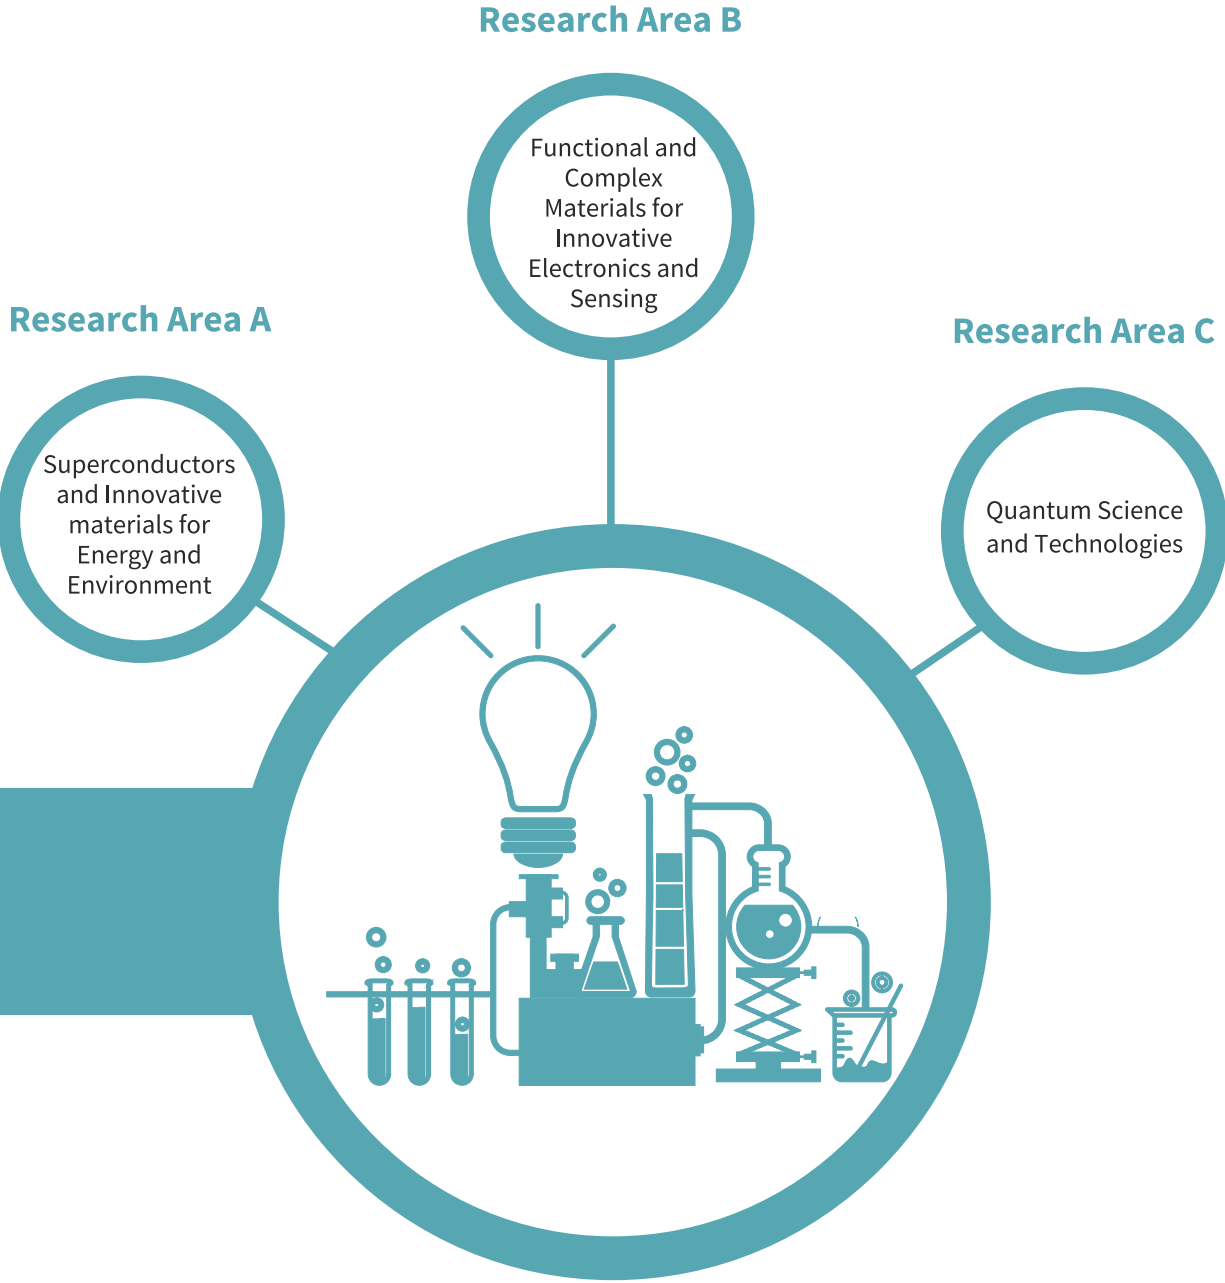 Research Area B
Functional and
Complex
Materials for
Innovative
Electronics and
Sensing
Research Area A
Superconductors
and Innovative
materials for
Energy and
Environment
Research Area C
Quantum Science
and Technologies